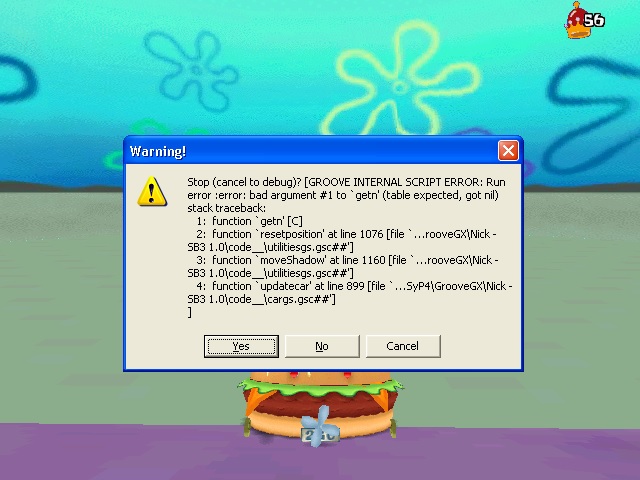 56
Warning!
Stop (cancel to debug)? [GROOVE INTERNAL SCRIPT ERROR: Run
error :error: bad argument #1 to `getn' (table expected, got nil)
stack traceback:
1: function `getn' [C]
2: function `resetposition' at line 1076 [file `...rooveGX\Nick -
SB3 1.0\code__\utilitiesgs.gsc##']
3: function `moveShadow' at line 1160 [file `...rooveGX\Nick -
SB3 1.0\code__\utilitiesgs.gsc##']
4: function `updatecar' at line 899 [file `...SyP4\GrooveGX\Nick -
SB3 1.0\code__\cargs.gsc##']
]
Yes No Cancel